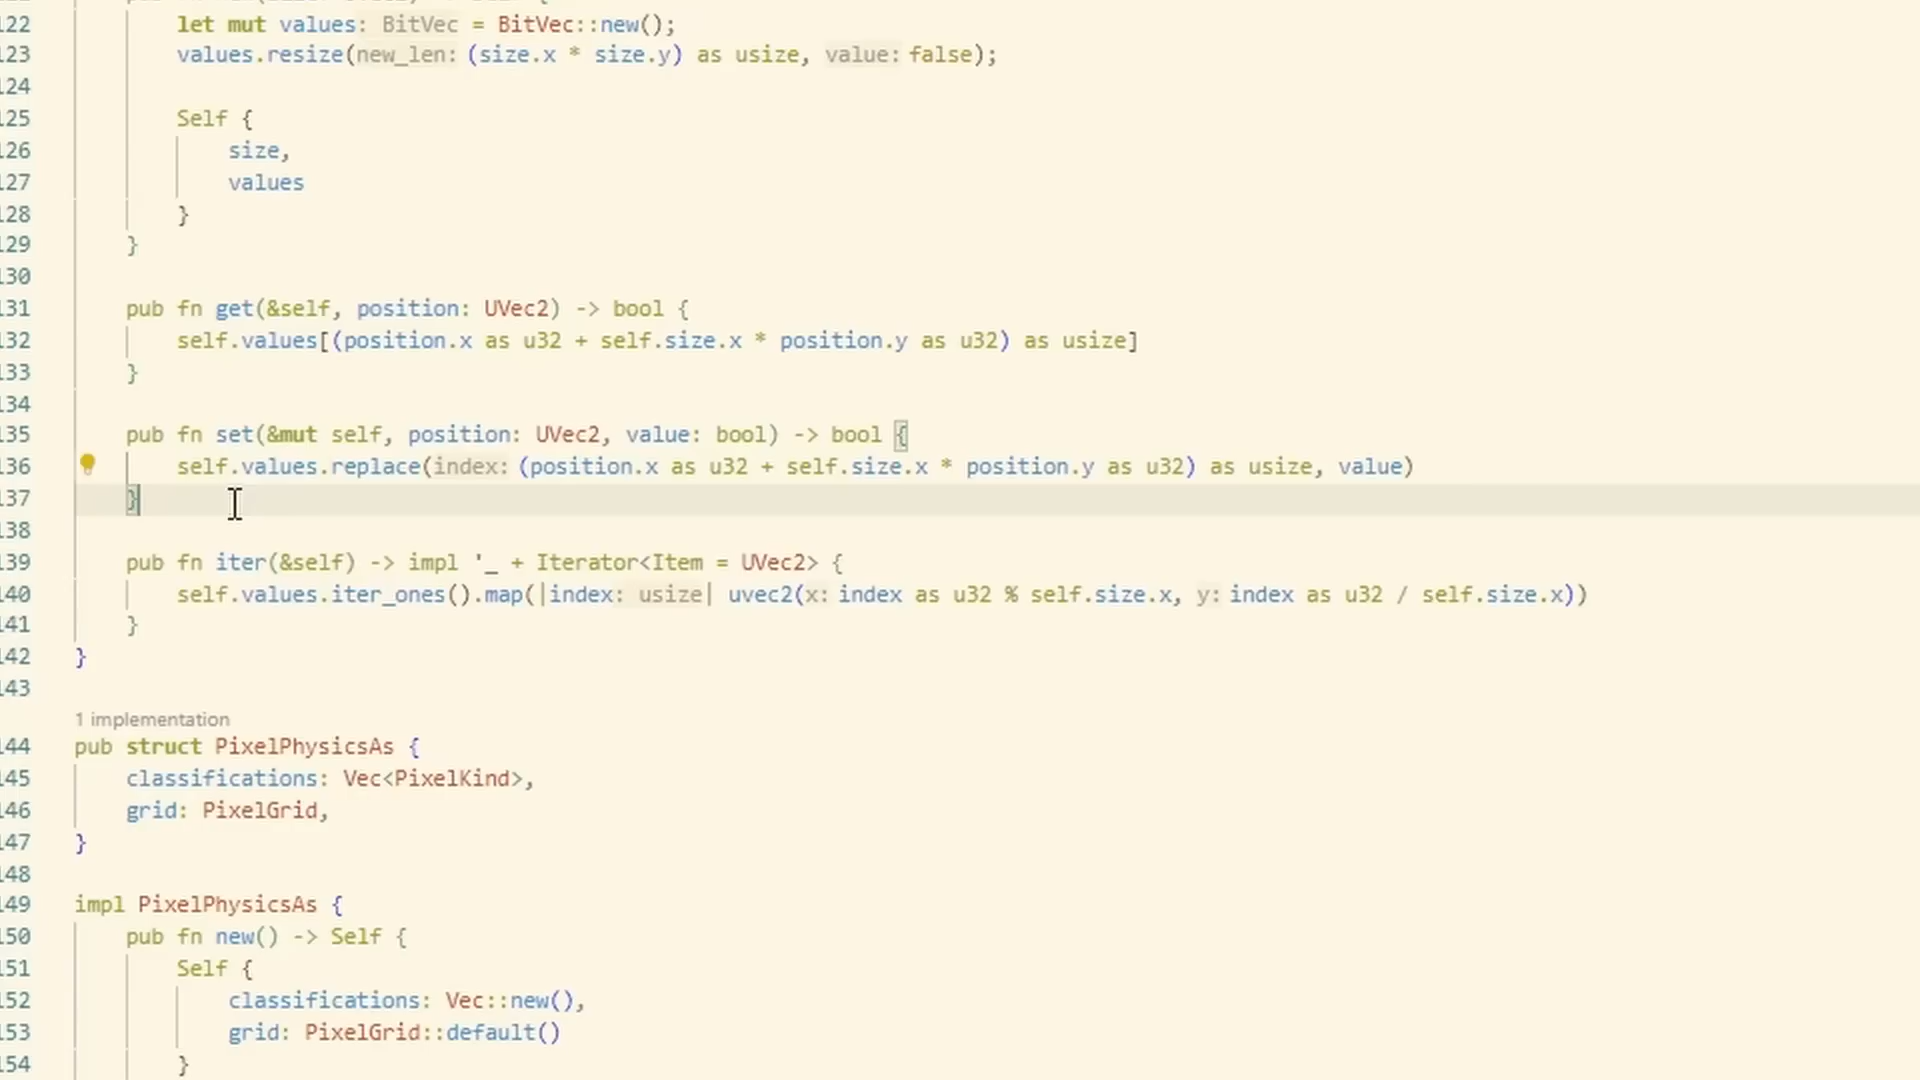 122 let mut values: BitVec = BitVec::new();
123 values.resize(new_len: (size.x * size.y) as usize, value: false);
124
125 Self {
126 size,
127 values
128 }
129 }
130
131 pub fn get(&self, position: UVec2) -> bool {
132 self.values[(position.x as u32 + self.size.x * position.y as u32) as usize]
133 }
134
135 pub fn set(&mut self, position: UVec2, value: bool) -> bool {
136 self.values.replace(index: (position.x as u32 + self.size.x * position.y as u32) as usize, value)
137 }
138
139 pub fn iter(&self) -> impl '_ + Iterator<Item = UVec2> {
140 self.values.iter_ones().map(|index: usize| uvec2(x: index as u32 % self.size.x, y: index as u32 / self.size.x))
141 }
142 }
143
1 implementation
144 pub struct PixelPhysicsAs {
145 classifications: Vec<PixelKind>,
146 grid: PixelGrid,
147 }
148
149 impl PixelPhysicsAs {
150 pub fn new() -> Self {
151 Self {
152 classifications: Vec::new(),
153 grid: PixelGrid::default()
154 }